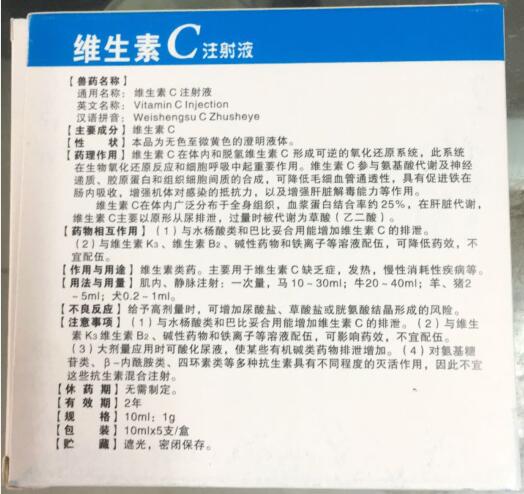 维生素C注射液
【兽药名称】
通用名称：维生素C注射液
英文名称：Vitamin C Injection
汉语拼音：Weishengsu C Zhusheye
【主要成分】维生素C
【性 状】本品为无色至微黄色的澄明液体。
【药理作用】维生素C在体内和脱氢维生素C形成可逆的氧化还原系统，此系统
在生物氧化还原反应和细胞呼吸中起重要作用。维生素C参与氨基酸代谢及神经
递质、胶原蛋白和组织细胞间质的合成，可降低毛细血管通透性，具有促进铁在
肠内吸收，增强机体对感染的抵抗力，以及增强肝脏解毒能力等作用。
维生素C在体内广泛分布于全身组织，血浆蛋白结合率约25%，在肝脏代谢，
维生素C主要以原形从尿排泄，过量时被代谢为草酸（乙二酸）。
【药物相互作用】（1）与水杨酸类和巴比妥合用能增加维生素C的排泄。
（2）与维生素K3、维生素B2、碱性药物和铁离子等溶液配伍，可降低药效，不
宜配伍。
【作用与用途】维生素类药。主要用于维生素C缺乏症，发热，慢性消耗性疾病等。
【用法与用量】肌内、静脉注射：一次量，马10~30ml；牛20~40ml；羊、猪2
~5ml；犬0.2~1ml。
【不良反应】给予高剂量时，可增加尿酸盐、草酸盐或胱氨酸结晶形成的风险。
【注意事项】（1）与水杨酸类和巴比妥合用能增加维生素C的排泄。（2）与维生
素K3维生素B2、碱性药物和铁离子等溶液配伍，可影响药效，不宜配伍。
（3）大剂量应用时可酸化尿液，使某些有机碱类药物排泄增加。（4）对氨基糖
苷类、β-内酰胺类、四环素类等多种抗生素具有不同程度的灭活作用，因此不宜
这些抗生素混合注射。
【休 药 期】无需制定。
【有 效 期】2年
【规 格】10ml：1g
【包 装】10mlx5支/盒
【贮 藏】遮光，密闭保存。